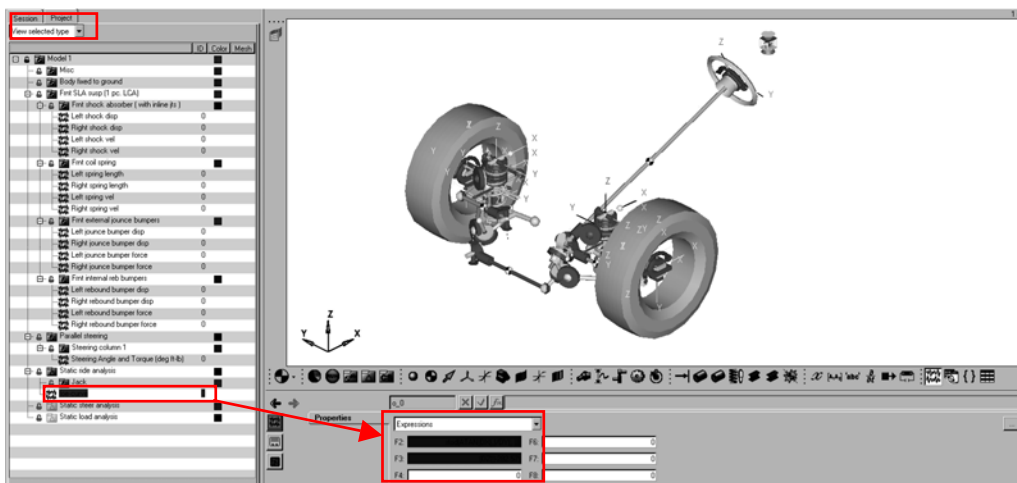 1
Session Project
View selected type
ID Color Mesh
Model 1
Misc
Body fixed to ground
Frnt SLA susp (1 pc. LCA)
Frnt shock absorber ( with inline jts )
Left shock disp 0
Right shock disp 0
Left shock vel 0
Right shock vel 0
Frnt coil spring
Left spring length 0
Right spring length 0
Left spring vel 0
Right spring vel 0
Frnt external jounce bumpers
Left jounce bumper disp 0
Right jounce bumper disp 0
Left jounce bumper force 0
Right jounce bumper force 0
Frnt internal reb bumpers
Left rebound bumper disp 0
Right rebound bumper disp 0
Left rebound bumper force 0
Right rebound bumper force 0
Parallel steering
Steering column 1
Steering Angle and Torque (deg ft-lb) 0
Static ride analysis
Jack
Static steer analysis
Static load analysis
Z
Y
Z
X
Y
X
X
Y
Y
Z
X
Y
Z
Z
ZY
X
Z
Z
Y
X
Z
Z
Y
X
o_0
Properties
Expressions
F2: F6: 0
F3: F7: 0
F4: 0 F8: 0